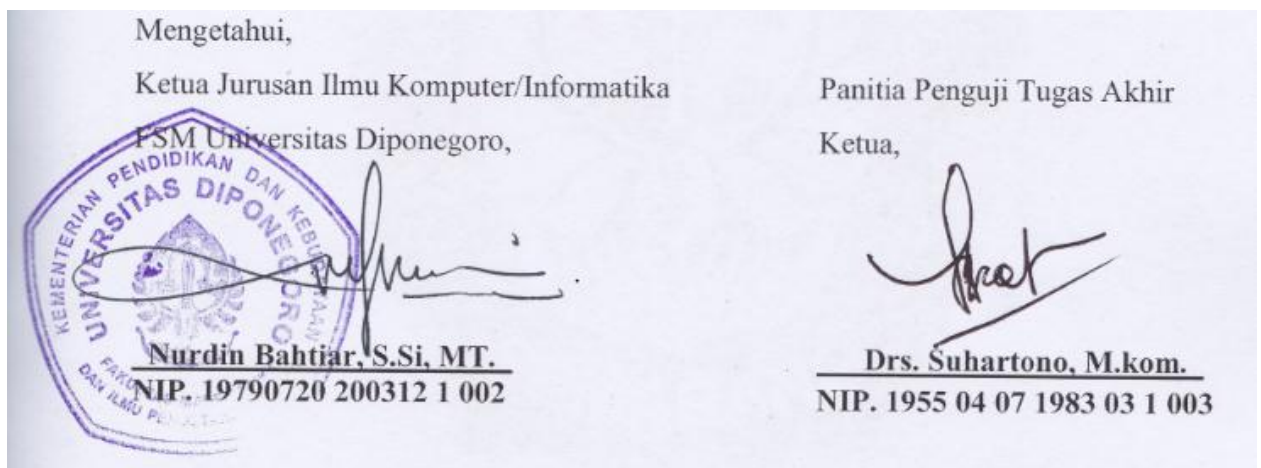 Mengetahui,
Ketua Jurusan Ilmu Komputer/Informatika
FSM Universitas Diponegoro,
Nurdin Bahtiar, S.Si, MT.
NIP. 19790720 200312 1 002
Panitia Penguji Tugas Akhir
Ketua,
Drs. Suhartono, M.kom.
NIP. 1955 04 07 1983 03 1 003
KEMENTERIAN PENDIDIKAN DAN
UNIVERSITAS DIPONEGORO
DAN ILMU